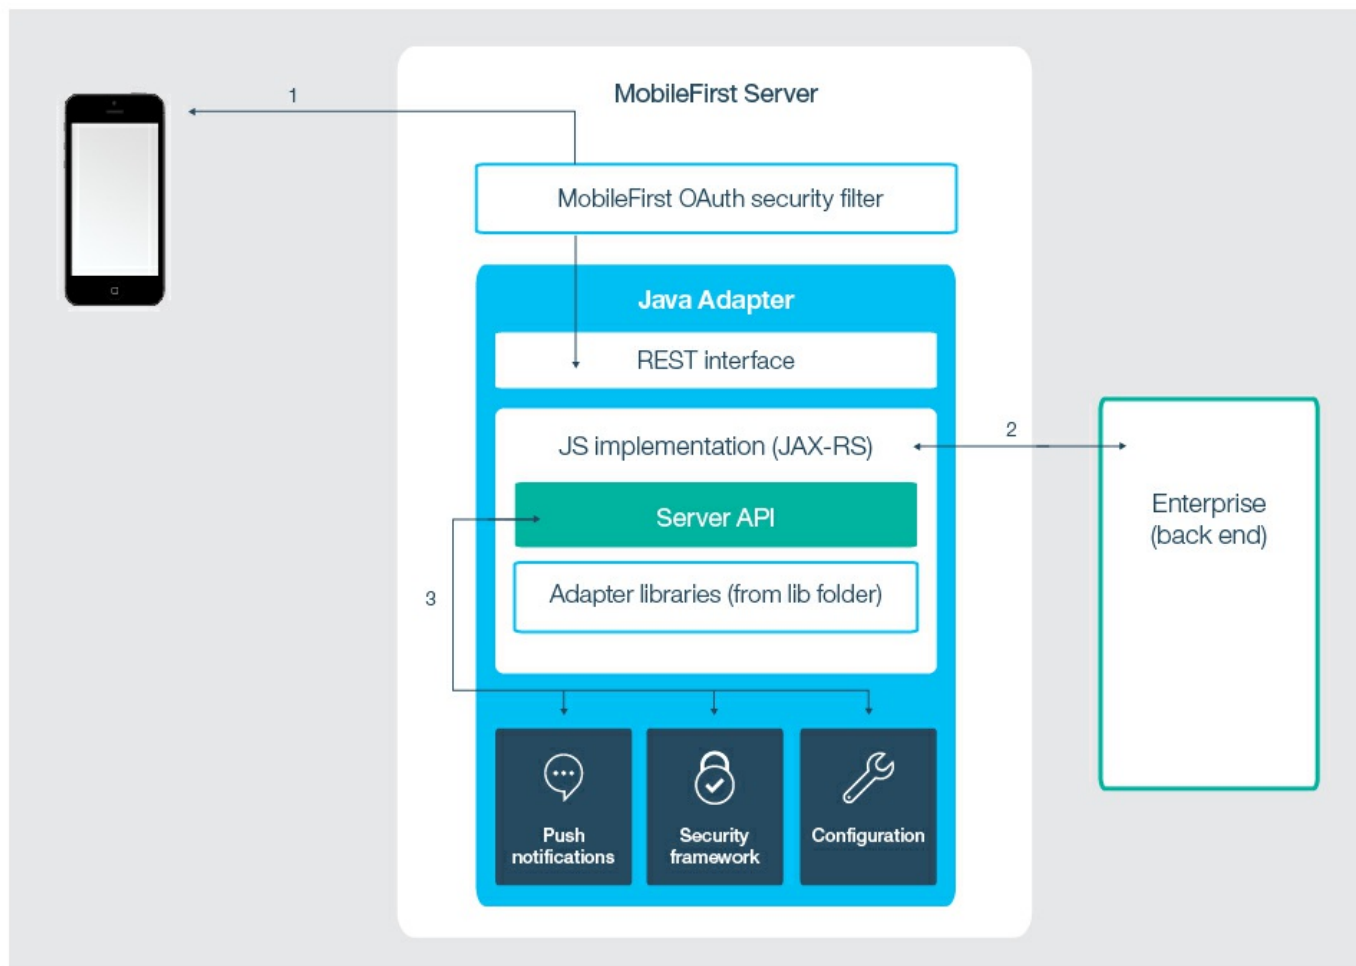 1
MobileFirst Server
MobileFirst OAuth security filter
Java Adapter
REST interface
JS implementation (JAX-RS)
2
Server API
Enterprise
(back end)
Adapter libraries (from lib folder)
3
Push
notifications
Security
framework
Configuration